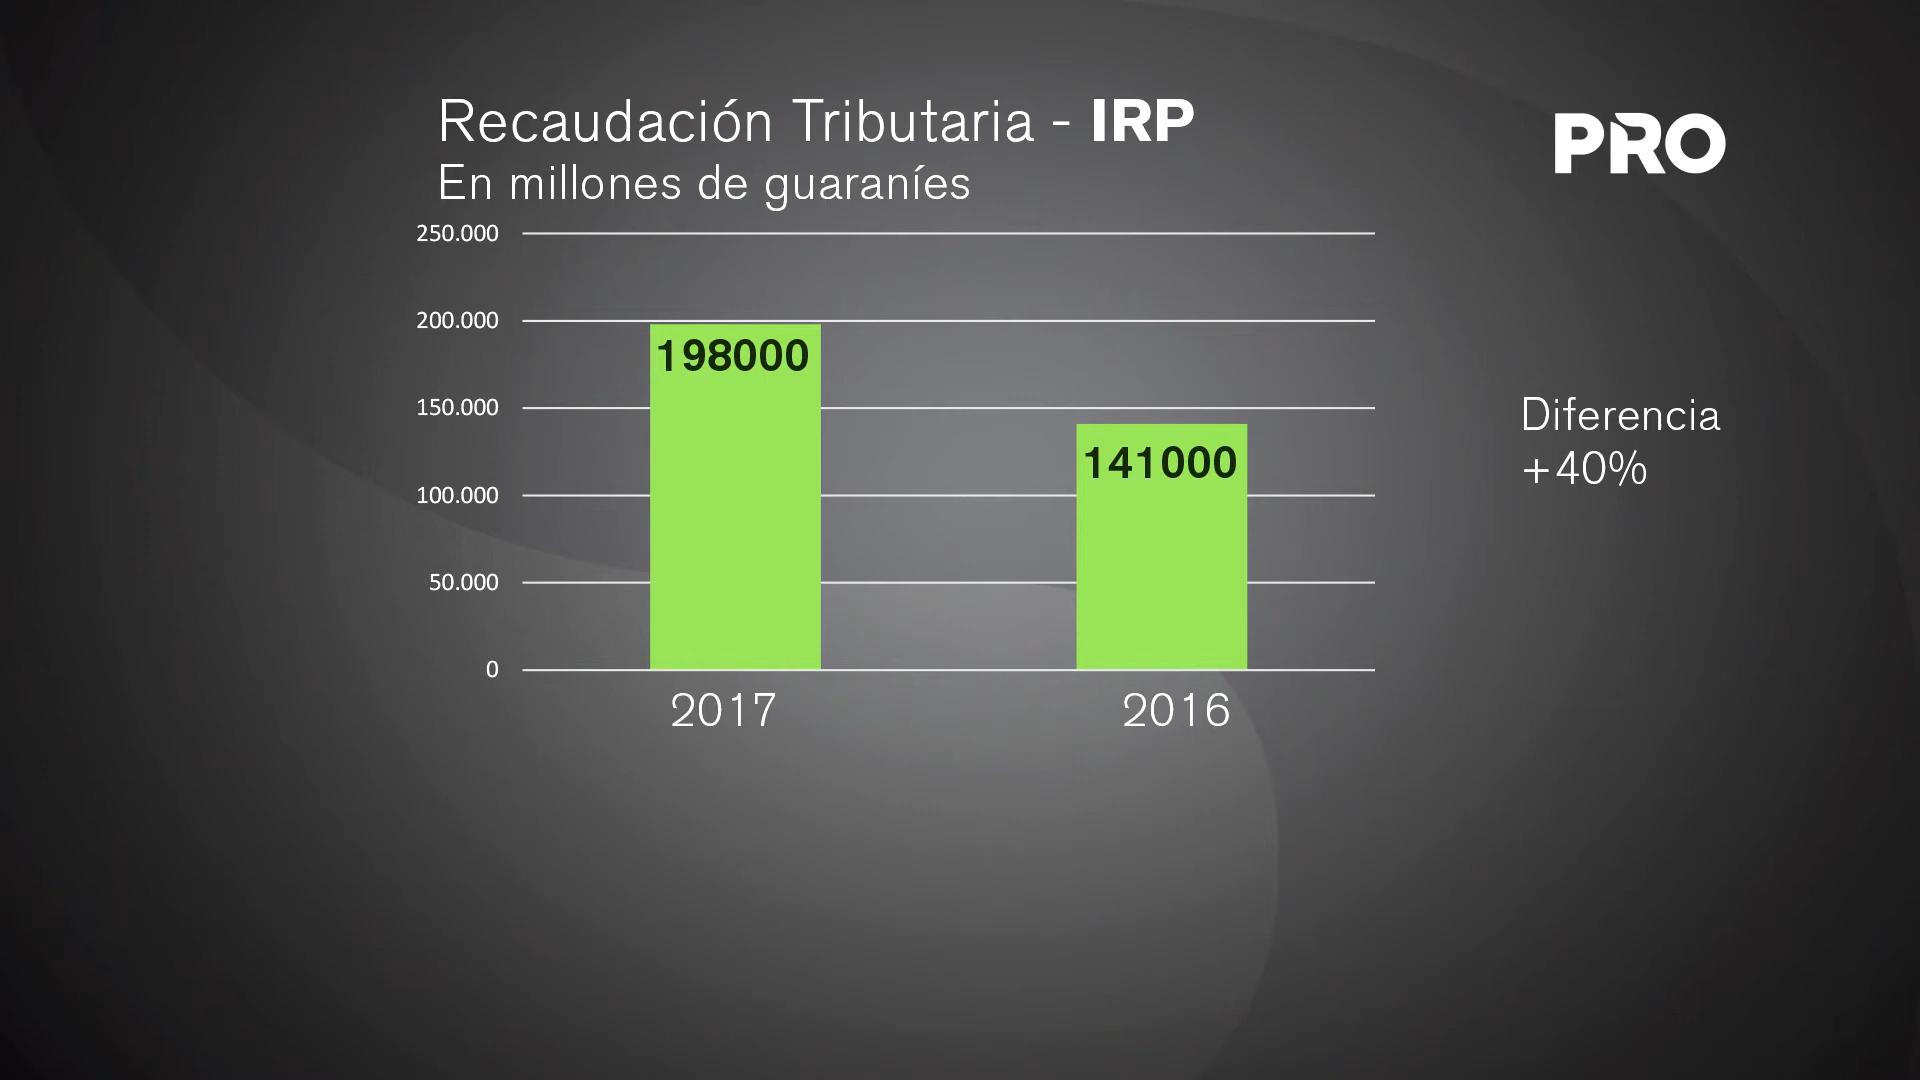 Recaudación Tributaria - IRP
En millones de guaraníes
PRO
250.000
200.000
150.000
100.000
50.000
0
198000
141000
2017
2016
Diferencia
+40%